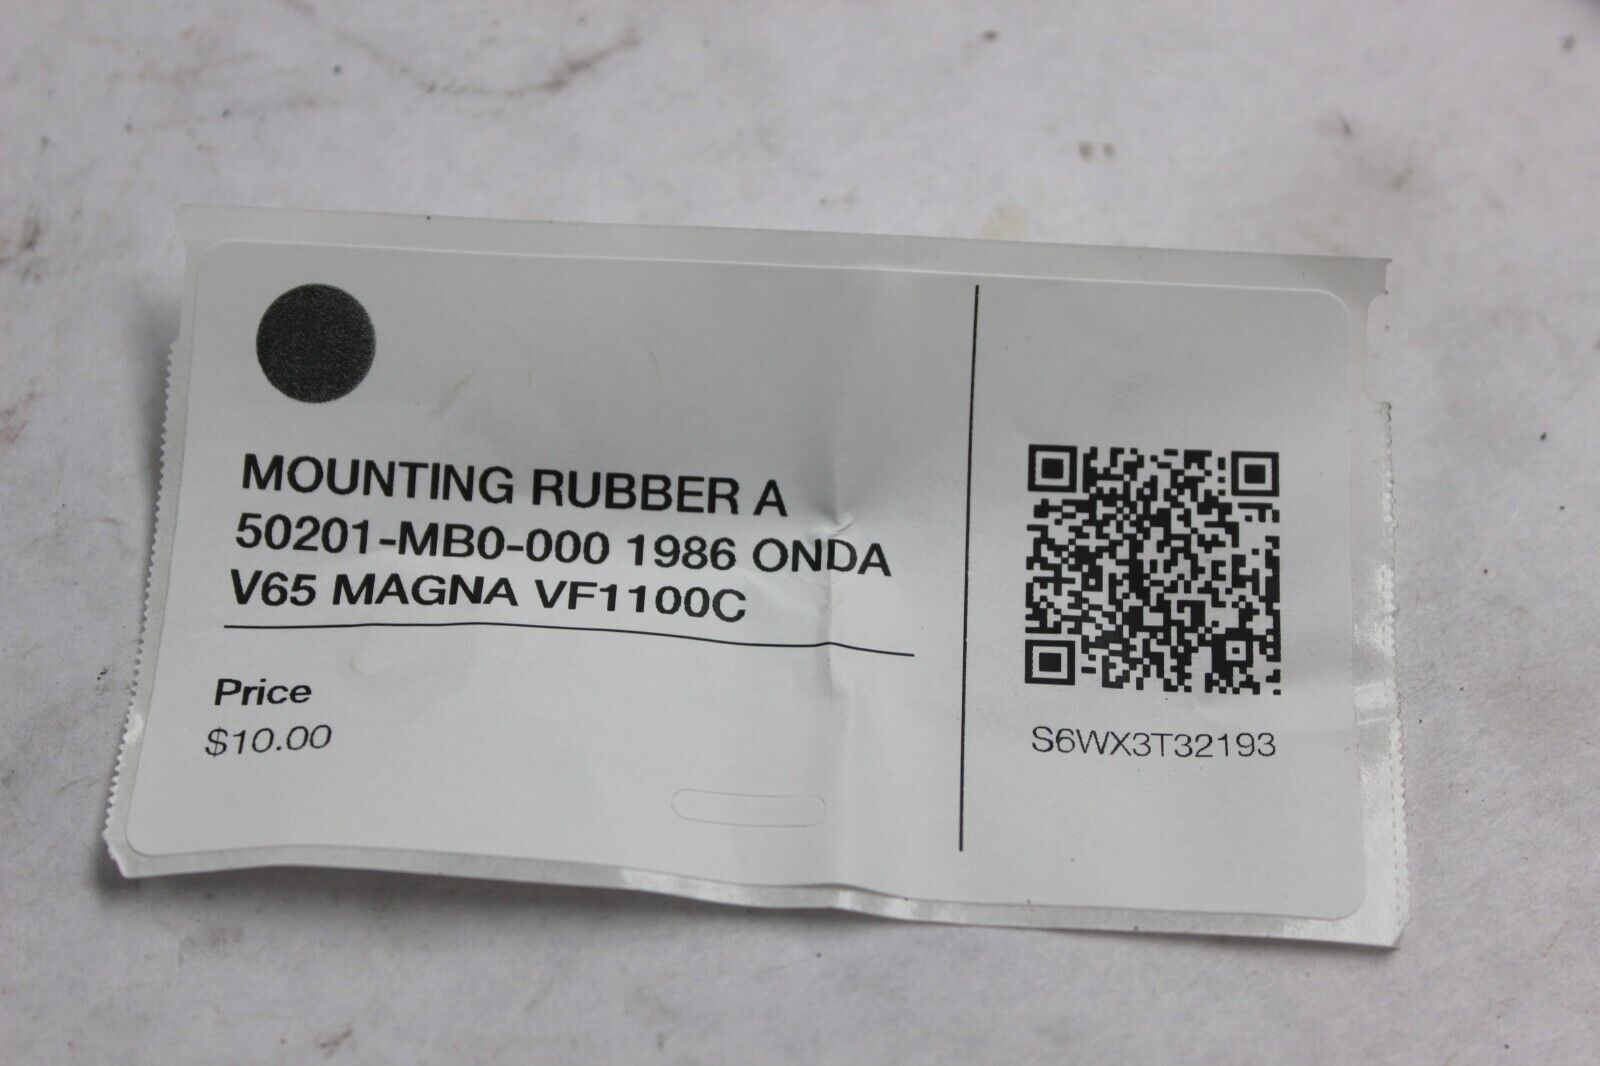 MOUNTING RUBBER A
50201-MB0-000 1986 ONDA
V65 MAGNA VF1100C
Price
$10.00
S6WX3T32193